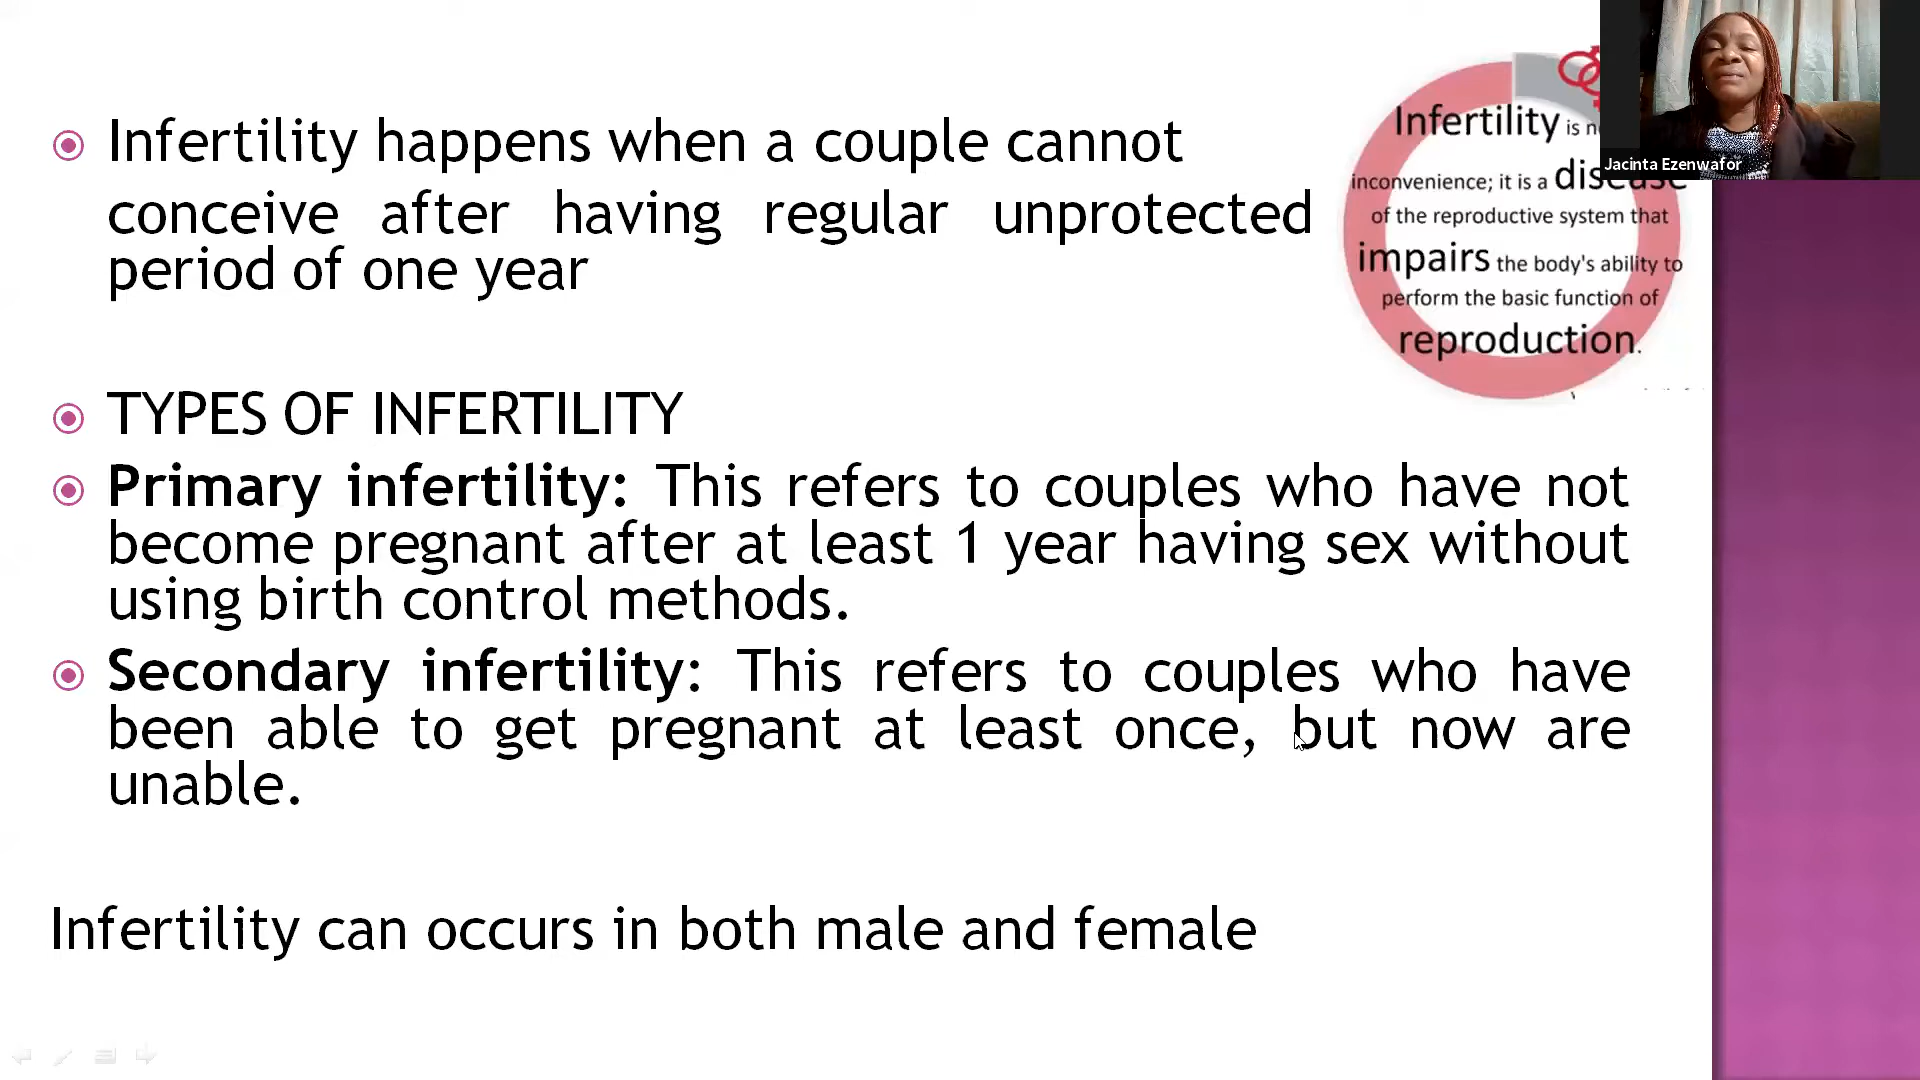 Infertility happens when a couple cannot
conceive after having regular unprotected
period of one year
TYPES OF INFERTILITY
Primary infertility: This refers to couples who have not
become pregnant after at least 1 year having sex without
using birth control methods.
Secondary infertility: This refers to couples who have
been able to get pregnant at least once, but now are
unable.
Infertility can occurs in both male and female
Infertility is
inconvenience; it is a disease
of the reproductive system that
impairs the body's ability to
perform the basic function of
reproduction.
Jacinta Ezenwafor